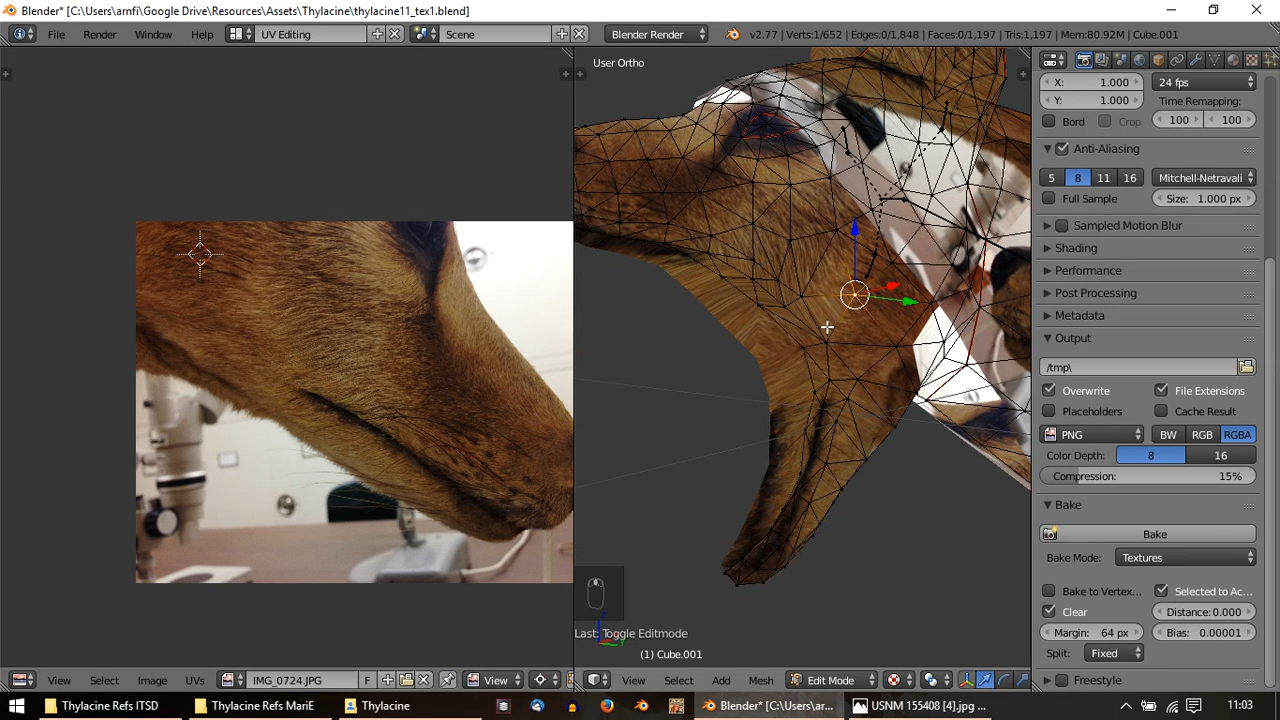 Blender* [C:\Users\arnfi\Google Drive\Resources\Assets\Thylacine\thylacine11_tex1.blend]
File Render Window Help UV Editing Scene Blender Render v2.77 | Verts:1/652 | Edges:0/1,848 | Faces:0/1,197 | Tris:1,197 | Mem:80.92M | Cube.001
User Ortho
X: 1.000 24 fps
Y: 1.000 Time Remapping:
Bord Crop 100 100
Anti-Aliasing
5 8 11 16 Mitchell-Netravali
Full Sample Size: 1.000 px
Sampled Motion Blur
Shading
Performance
Post Processing
Metadata
Output
/tmp\
Overwrite File Extensions
Placeholders Cache Result
PNG BW RGB RGBA
Color Depth: 8 16
Compression: 15%
Bake
Bake
Bake Mode: Textures
Bake to Vertex... Selected to Ac...
Clear Distance: 0.000
Margin: 64 px Bias: 0.00001
Split: Fixed
Freestyle
Last: Toggle Editmode
(1) Cube.001
View Select Image UVs IMG_0724.JPG F View
View Select Add Mesh Edit Mode
Thylacine Refs ITSD Thylacine Refs MariE Thylacine Blender* [C:\Users\ar... USNM 155408 [4].jpg ... 11:03